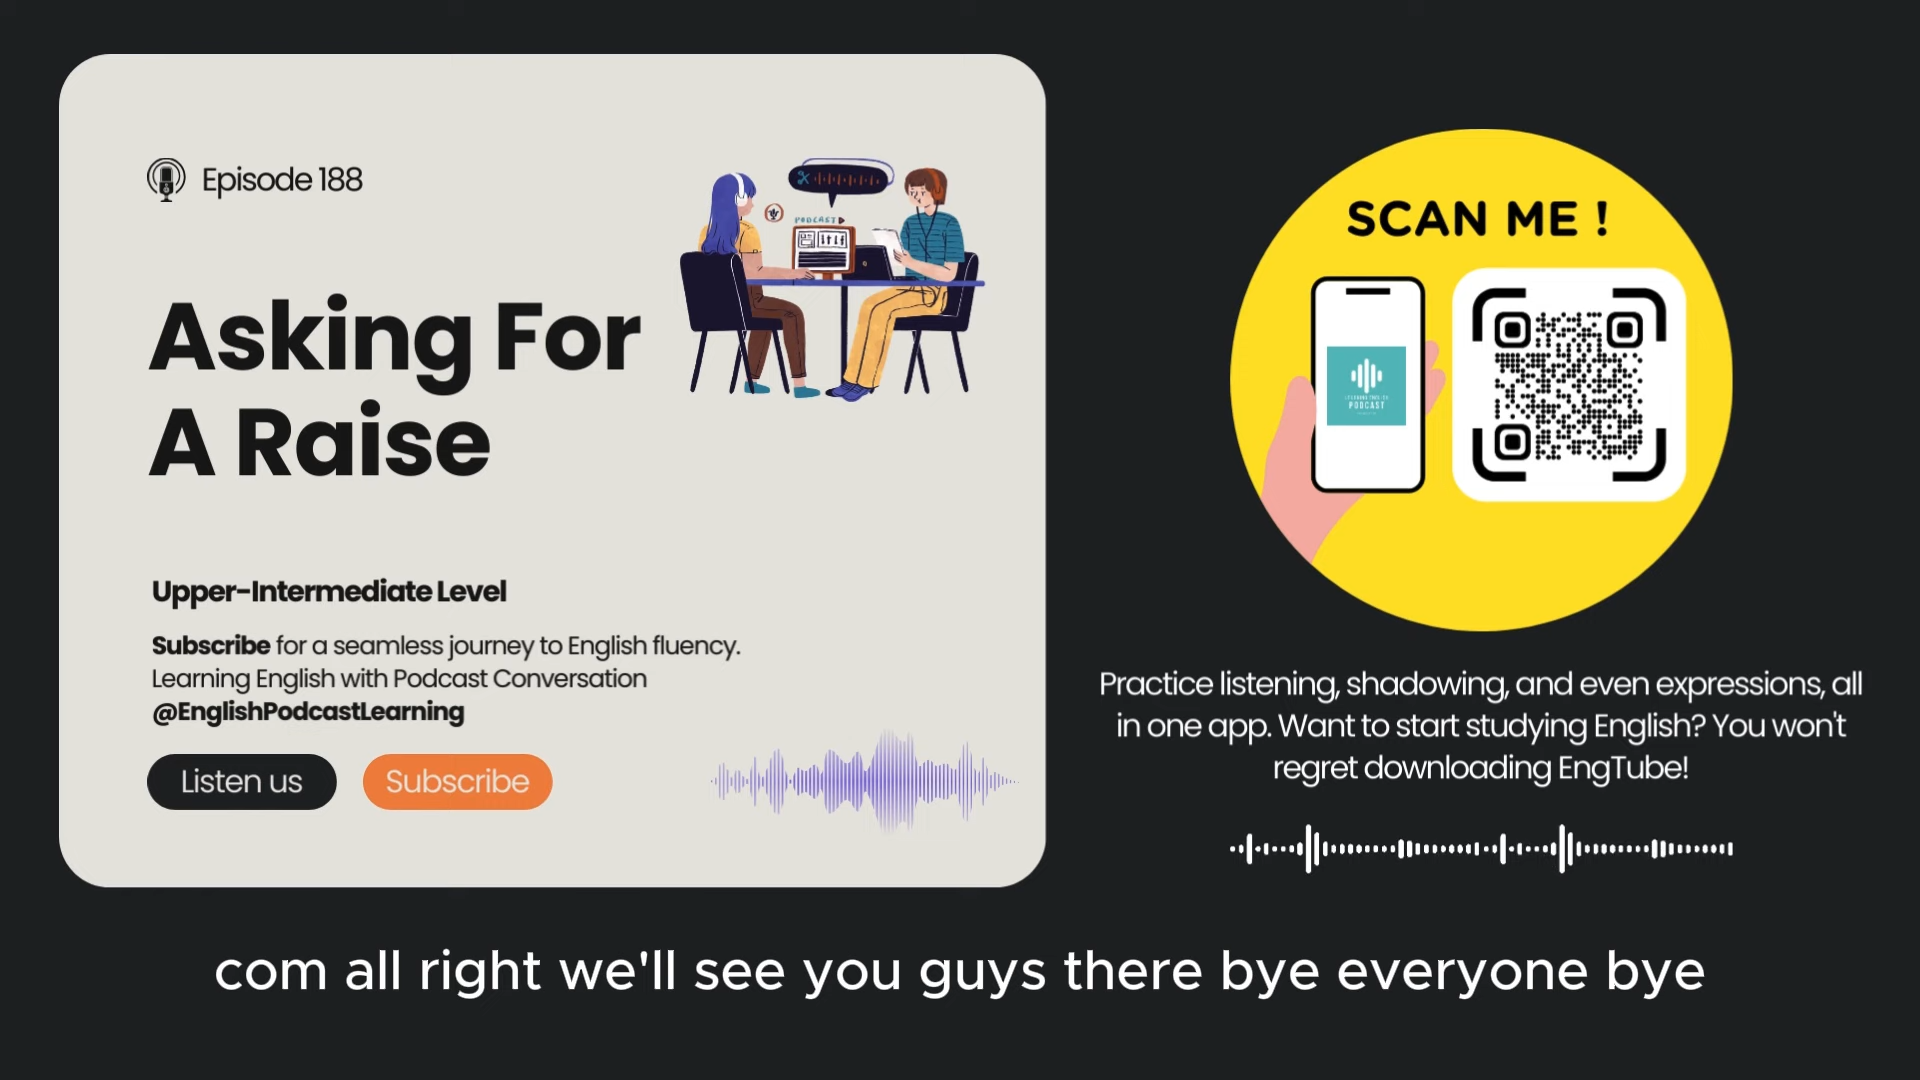 Episode 188
PODCAST
Asking For
A Raise
Upper-Intermediate Level
Subscribe for a seamless journey to English fluency.
Learning English with Podcast Conversation
@EnglishPodcastLearning
Listen us
Subscribe
SCAN ME !
PODCAST
Practice listening, shadowing, and even expressions, all
in one app. Want to start studying English? You won't
regret downloading EngTube!
com all right we'll see you guys there bye everyone bye